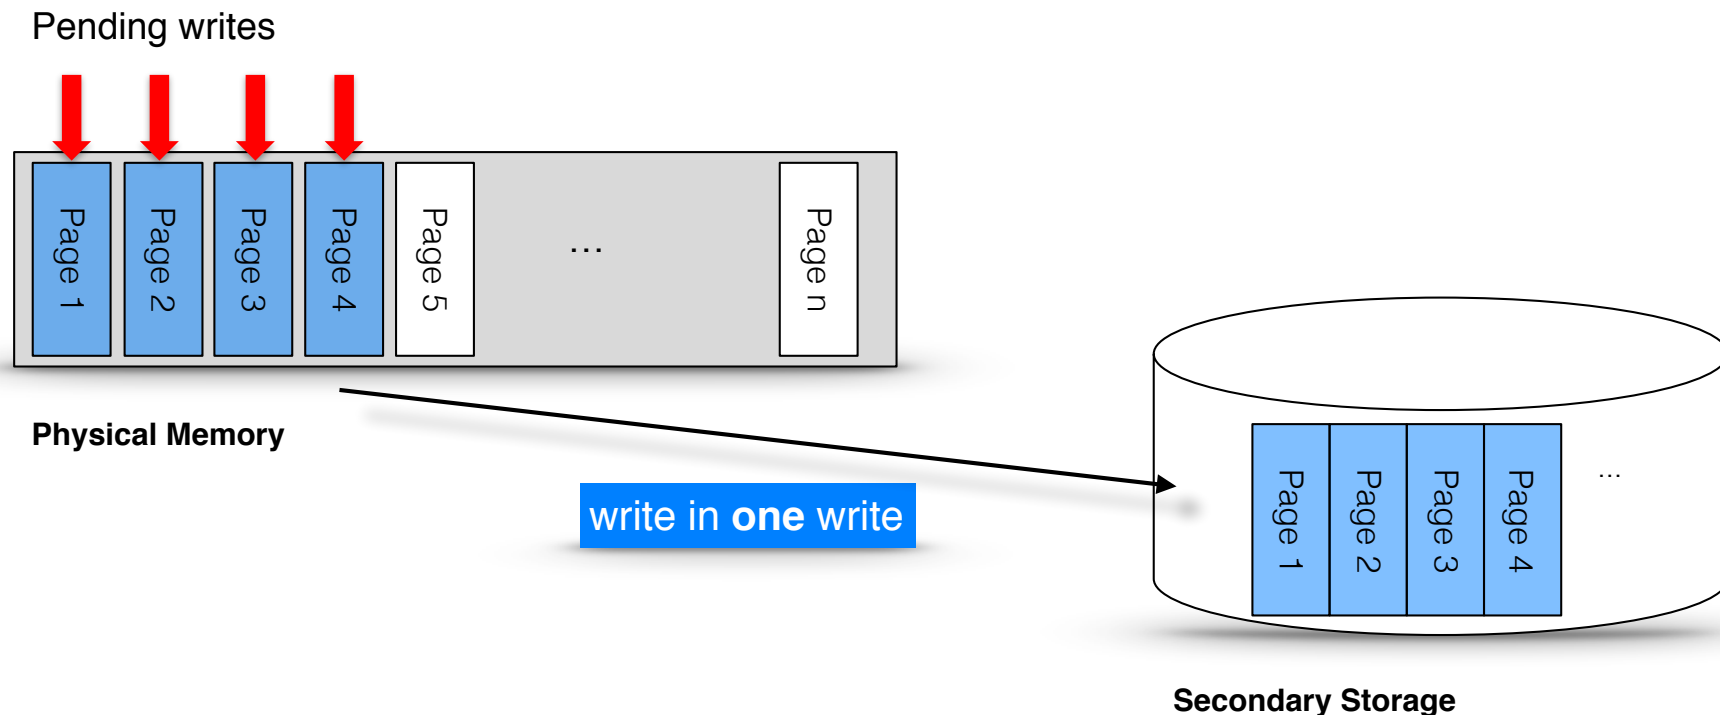 Pending writes
Page 1
Page 2
Page 3
Page 4
Page 5
...
Page n
Physical Memory
write in one write
Page 1
Page 2
Page 3
Page 4
...
Secondary Storage